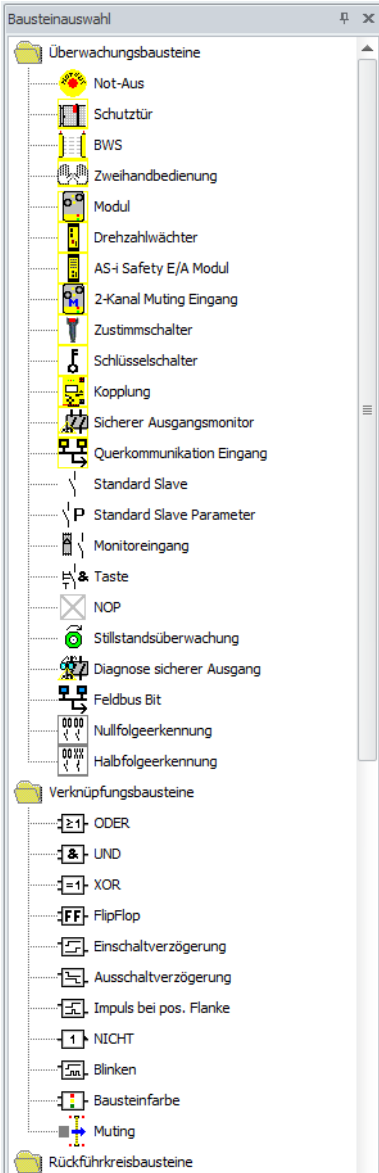 Bausteinauswahl
Überwachungsbausteine
Not-Aus
Schutztür
BWS
Zweihandbedienung
Modul
Drehzahlwächter
AS-i Safety E/A Modul
M 2-Kanal Muting Eingang
Zustimmschalter
Schlüsselschalter
Kopplung
Sicherer Ausgangsmonitor
Querkommunikation Eingang
Standard Slave
P Standard Slave Parameter
Monitoreingang
& Taste
NOP
Stillstandsüberwachung
Diagnose sicherer Ausgang
Feldbus Bit
0000 Nullfolgeerkennung
00XX Halbfolgeerkennung
Verknüpfungsbausteine
≥1 ODER
& UND
=1 XOR
FF FlipFlop
Einschaltverzögerung
Ausschaltverzögerung
Impuls bei pos. Flanke
1 NICHT
Blinken
Bausteinfarbe
Muting
Rückführkreisbausteine